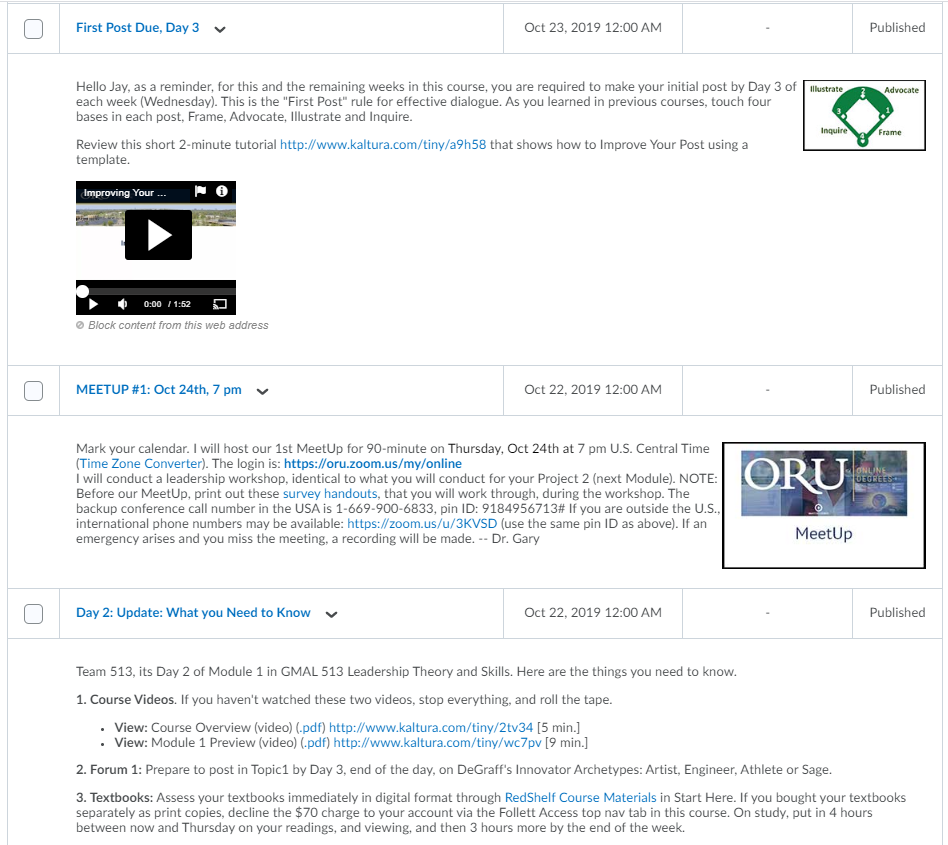 First Post Due, Day 3 Oct 23, 2019 12:00 AM - Published
Hello Jay, as a reminder, for this and the remaining weeks in this course, you are required to make your initial post by Day 3 of
each week (Wednesday). This is the "First Post" rule for effective dialogue. As you learned in previous courses, touch four
bases in each post, Frame, Advocate, Illustrate and Inquire.
Illustrate 2 Advocate
3 1
Inquire 4 Frame
Review this short 2-minute tutorial http://www.kaltura.com/tiny/a9h58 that shows how to Improve Your Post using a
template.
Improving Your ...
0:00 / 1:52
Block content from this web address
MEETUP #1: Oct 24th, 7 pm Oct 22, 2019 12:00 AM - Published
Mark your calendar. I will host our 1st MeetUp for 90-minute on Thursday, Oct 24th at 7 pm U.S. Central Time
(Time Zone Converter). The login is: https://oru.zoom.us/my/online
I will conduct a leadership workshop, identical to what you will conduct for your Project 2 (next Module). NOTE:
Before our MeetUp, print out these survey handouts, that you will work through, during the workshop. The
backup conference call number in the USA is 1-669-900-6833, pin ID: 9184956713# If you are outside the U.S.,
international phone numbers may be available: https://zoom.us/u/3KVSD (use the same pin ID as above). If an
emergency arises and you miss the meeting, a recording will be made. -- Dr. Gary
ORU ONLINE
DEGREES
MeetUp
Day 2: Update: What you Need to Know Oct 22, 2019 12:00 AM - Published
Team 513, its Day 2 of Module 1 in GMAL 513 Leadership Theory and Skills. Here are the things you need to know.
1. Course Videos. If you haven't watched these two videos, stop everything, and roll the tape.
• View: Course Overview (video) (.pdf) http://www.kaltura.com/tiny/2tv34 [5 min.]
• View: Module 1 Preview (video) (.pdf) http://www.kaltura.com/tiny/wc7pv [9 min.]
2. Forum 1: Prepare to post in Topic1 by Day 3, end of the day, on DeGraff's Innovator Archetypes: Artist, Engineer, Athlete or Sage.
3. Textbooks: Assess your textbooks immediately in digital format through RedShelf Course Materials in Start Here. If you bought your textbooks
separately as print copies, decline the $70 charge to your account via the Follett Access top nav tab in this course. On study, put in 4 hours
between now and Thursday on your readings, and viewing, and then 3 hours more by the end of the week.